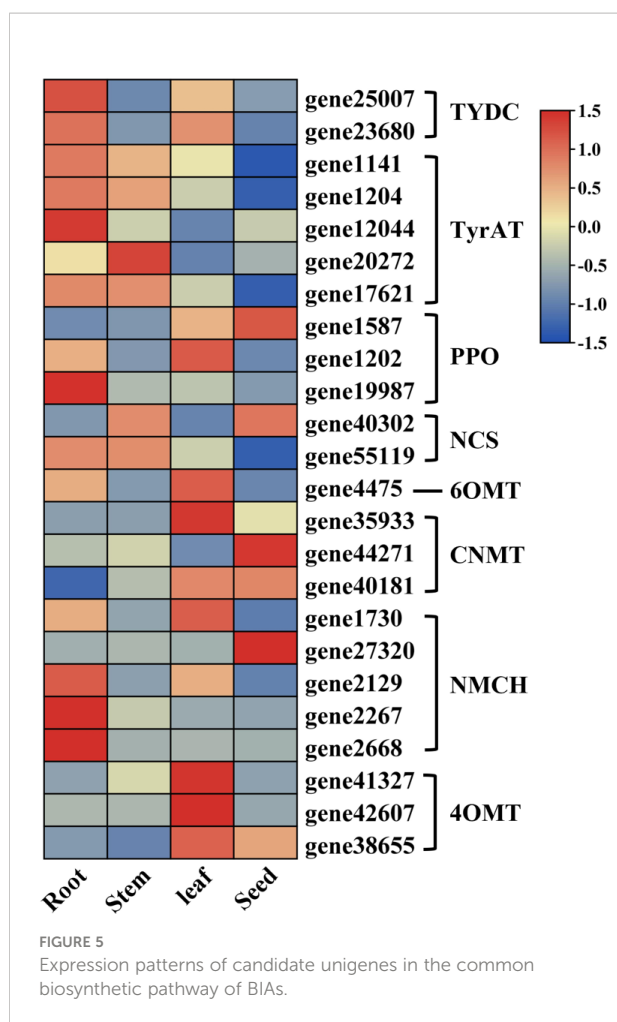 gene25007
gene23680
TYDC
gene1141
gene1204
gene12044
gene20272
gene17621
TyrAT
gene1587
gene1202
gene19987
PPO
gene40302
gene55119
NCS
gene4475
6OMT
gene35933
gene44271
gene40181
CNMT
gene1730
gene27320
gene2129
gene2267
gene2668
NMCH
gene41327
gene42607
gene38655
4OMT
1.5
1.0
0.5
0.0
-0.5
-1.0
-1.5
Root Stem leaf Seed
FIGURE 5
Expression patterns of candidate unigenes in the common
biosynthetic pathway of BIAs.